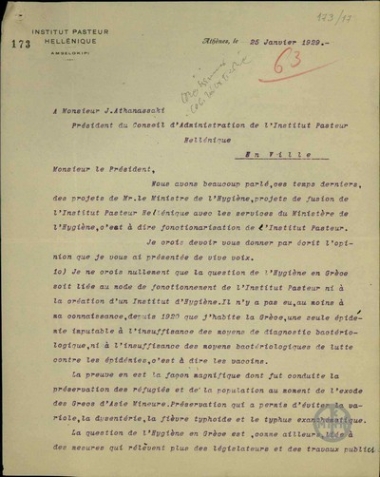 173/17
INSTITUT PASTEUR
HELLÉNIQUE
AMBELOKIPI
173
Athènes, le 25 Janvier 1929.-
63
A Monsieur J.Athanassaki
Président du Conseil d'Administration de l'Institut Pasteur
Hellénique
En Ville
Monsieur le Président,
Nous avons beaucoup parlé,ces temps derniers,
des projets de Mr.le Ministre de l'Hygiène,projets de fusion de
l'Institut Pasteur Hellénique avec les services du Ministère de
l'Hygiène,c'est à dire fonctionarisation de l'Institut Pasteur.
Je crois devoir vous donner par écrit l'opi-
nion que je vous ai présentée de vive voix.
1o) Je ne crois nullement que la question de l'Hygiène en Grèce
soit liée au mode de fonctionnement de l'Institut Pasteur ni à
la création d'un Institut d'Hygiène.Il n'y a pas eu,au moins à
ma connaissance,depuis 1920 que j'habite la Grèce,une seule épidé-
mie imputable à l'insuffisance des moyens de diagnostic bactério-
logique,ni à l'insuffisance des moyens bactériologiques de lutte
contre les épidémies,c'est à dire les vaccins.
La preuve en est la façon magnifique dont fut conduite la
préservation des réfugiés et de la population au moment de l'exode
des Grecs d'Asie Mineure.Préservation qui a permis d'éviter la va-
riole,la dysentérie,la fièvre typhoïde et le typhus exanthématique.
La question de l'Hygiène en Grèce est ,comme ailleurs liée à
des mesures qui relèvent plus des législateurs et des travaux publics